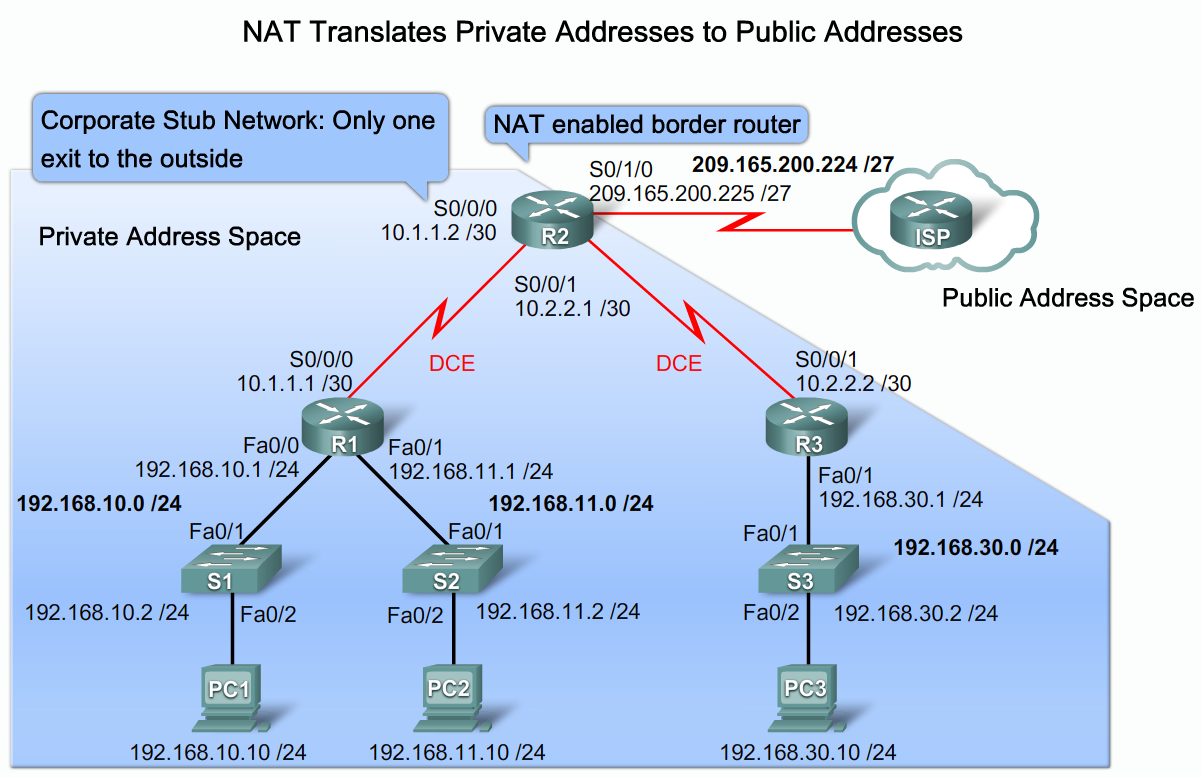 NAT Translates Private Addresses to Public Addresses
Corporate Stub Network: Only one
exit to the outside
NAT enabled border router
S0/1/0
209.165.200.224 /27
209.165.200.225 /27
S0/0/0
10.1.1.2 /30
R2
ISP
Private Address Space
Public Address Space
S0/0/1
10.2.2.1 /30
DCE
DCE
S0/0/0
10.1.1.1 /30
S0/0/1
10.2.2.2 /30
R1
R3
Fa0/0
192.168.10.1 /24
Fa0/1
192.168.11.1 /24
Fa0/1
192.168.30.1 /24
192.168.10.0 /24
192.168.11.0 /24
192.168.30.0 /24
Fa0/1
Fa0/1
Fa0/1
S1
S2
S3
192.168.10.2 /24
Fa0/2
Fa0/2
192.168.11.2 /24
Fa0/2
192.168.30.2 /24
PC1
PC2
PC3
192.168.10.10 /24
192.168.11.10 /24
192.168.30.10 /24